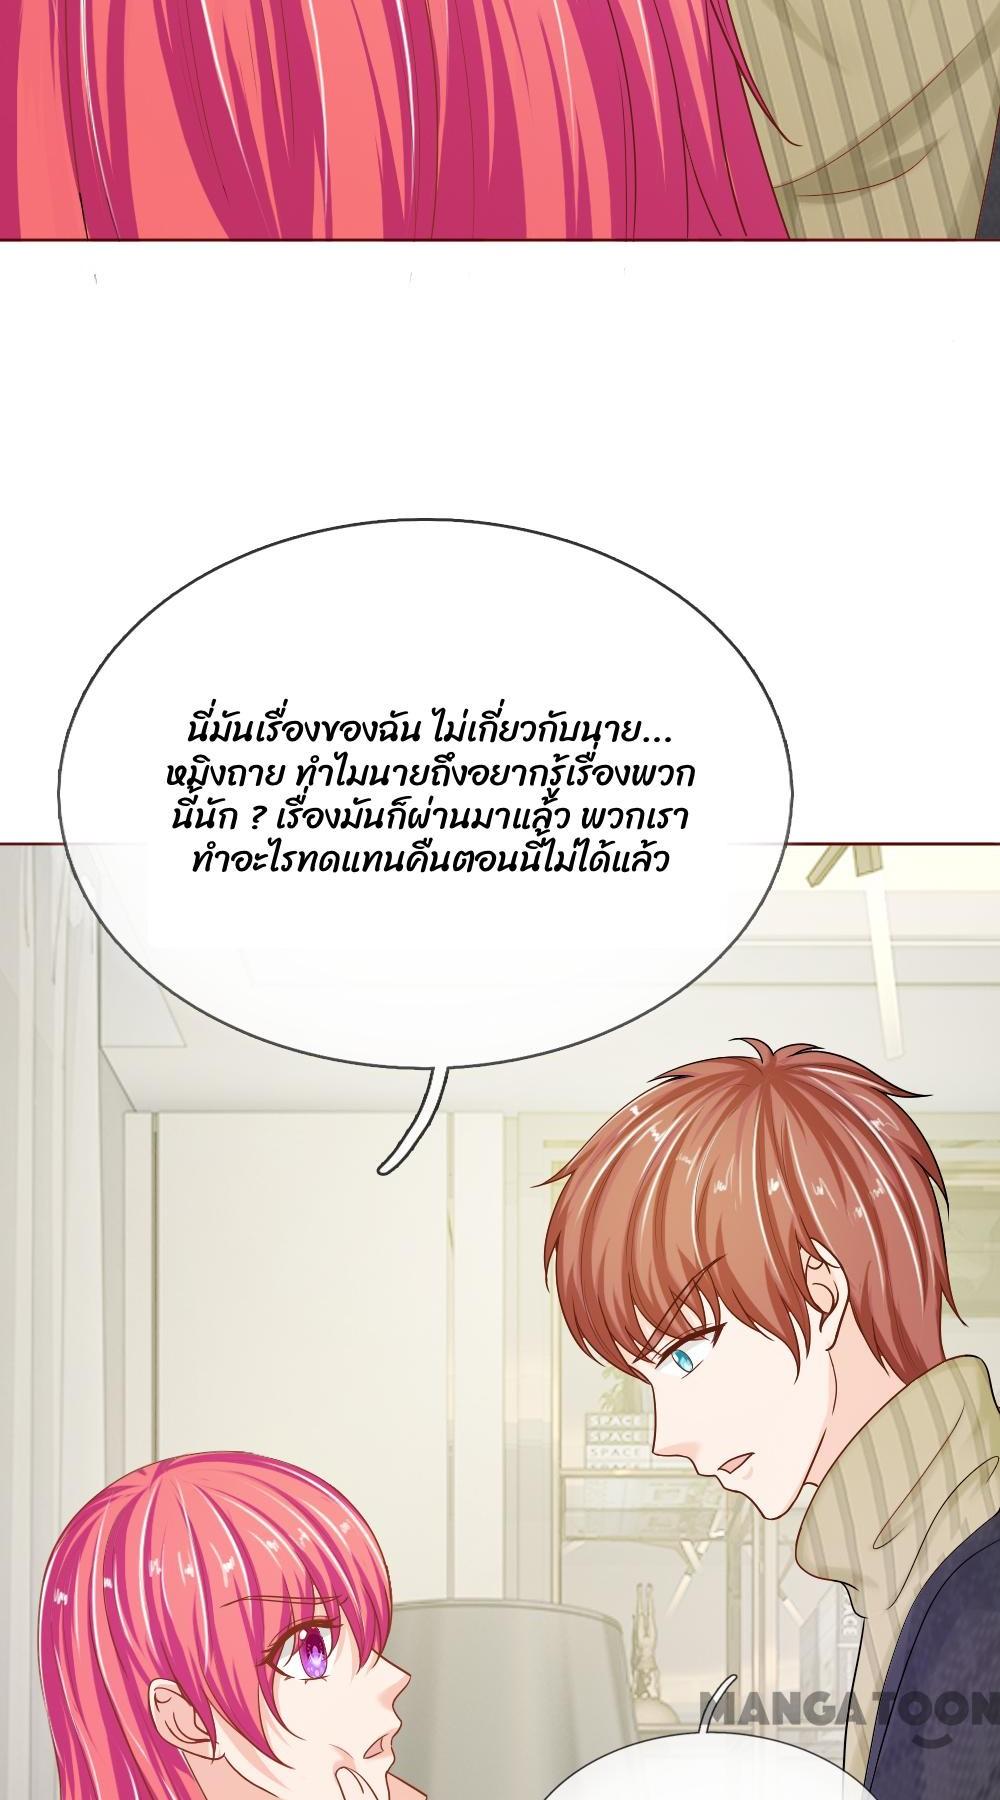 นี่มันเรื่องของฉัน ไม่เกี่ยวกับนาย...
หมิงถาย ทำไมนายถึงอยากรู้เรื่องพวก
นี้นัก ? เรื่องมันก็ผ่านมาแล้ว พวกเรา
ทำอะไรทดแทนคืนตอนนี้ไม่ได้แล้ว
SPACE
SPACE
SPACE
MANGATOON